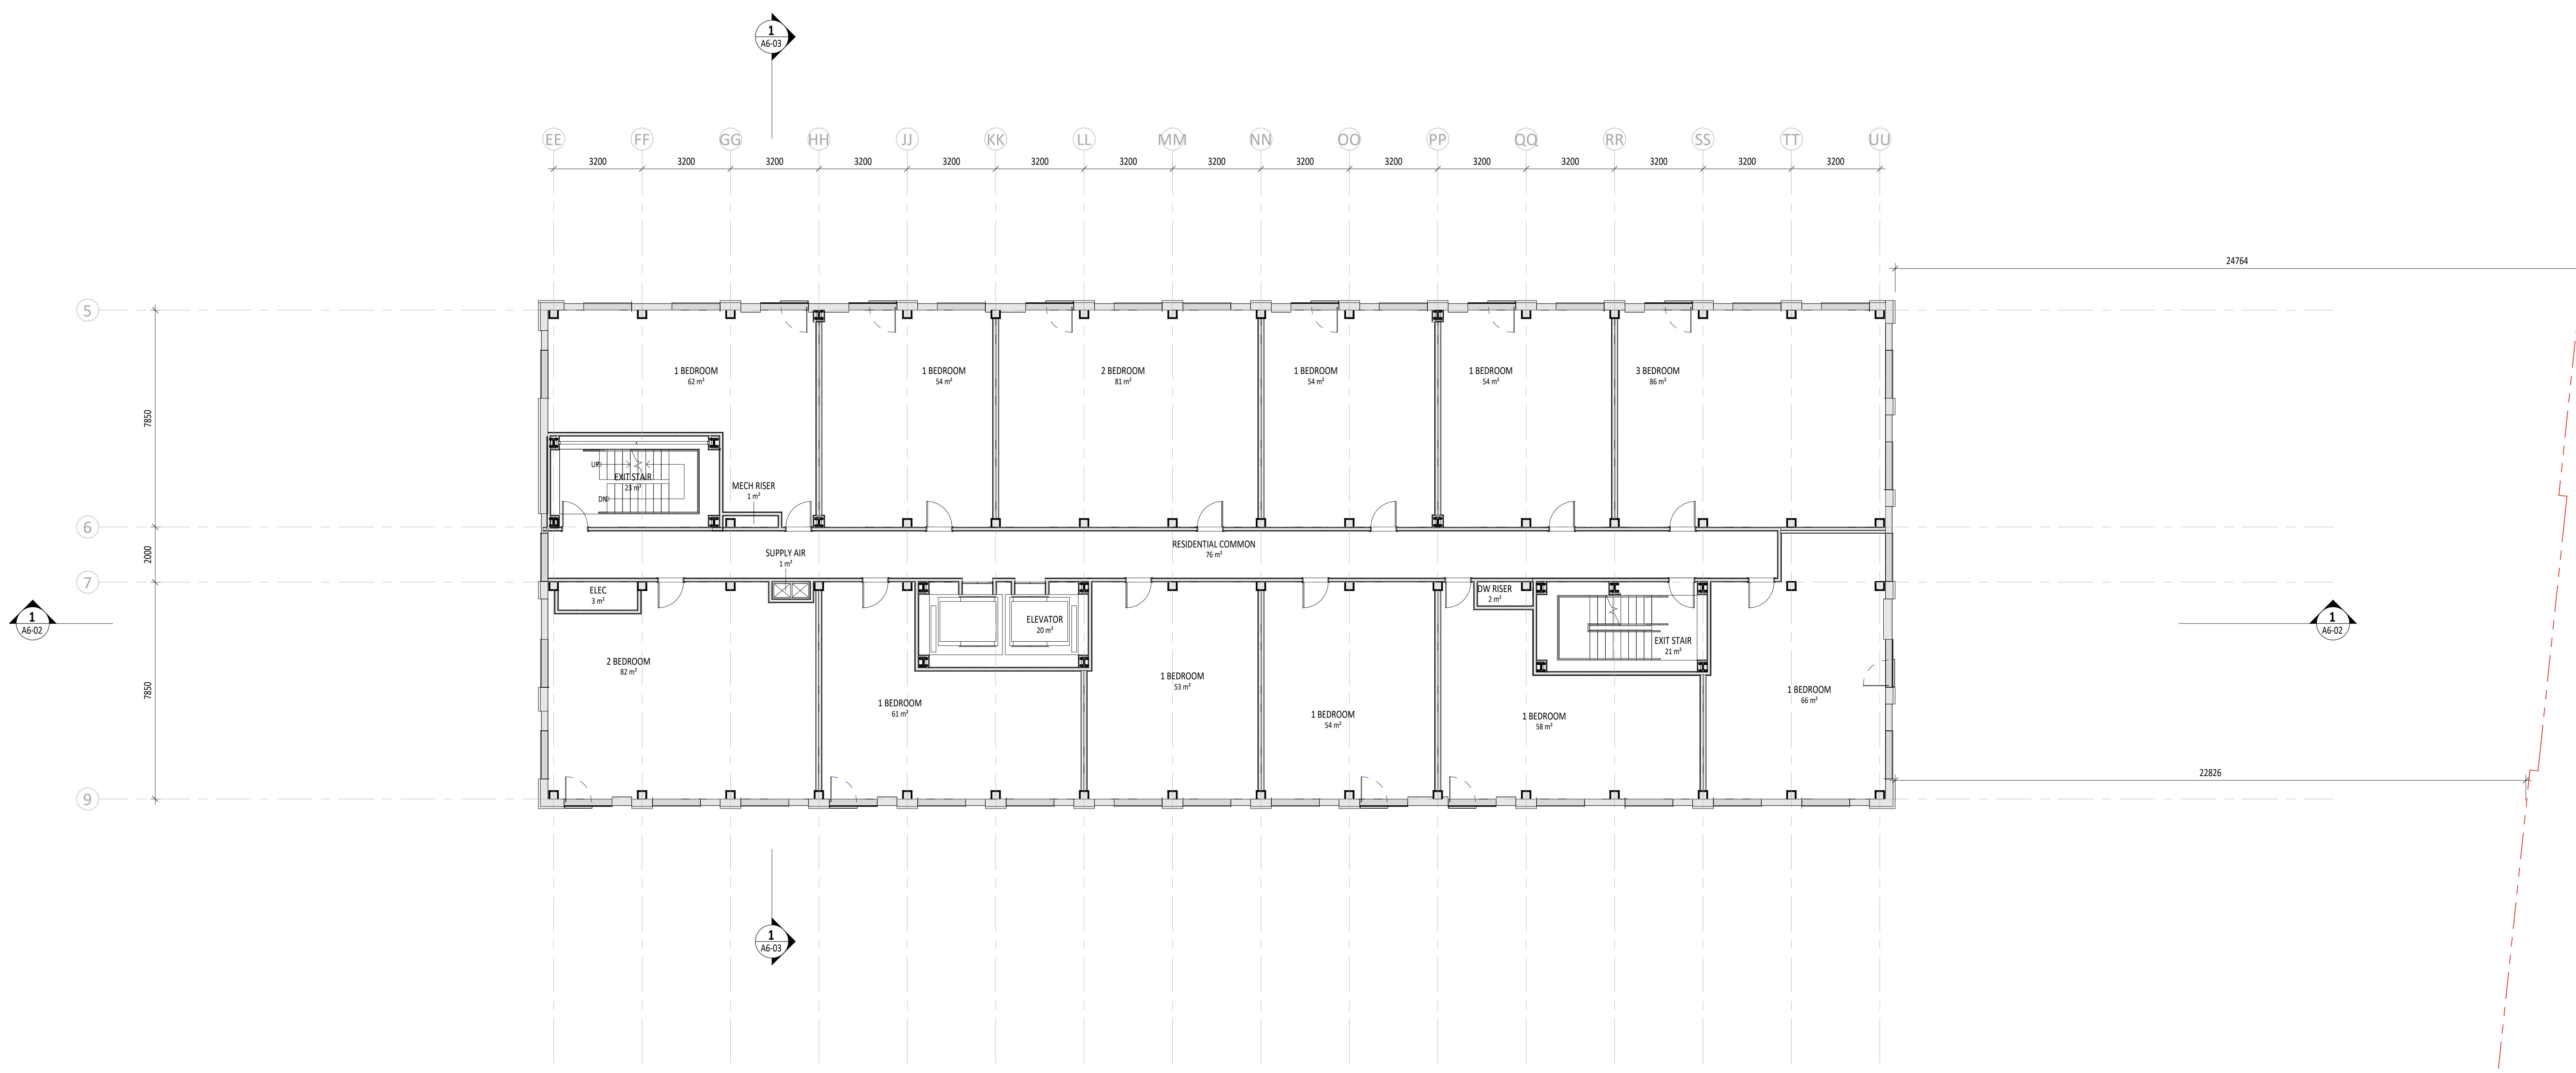 1
A6-03
EE FF GG HH JJ KK LL MM NN OO PP QQ RR SS TT UU
3200 3200 3200 3200 3200 3200 3200 3200 3200 3200 3200 3200 3200 3200 3200
24764
5
1 BEDROOM
62 m²
1 BEDROOM
54 m²
2 BEDROOM
81 m²
1 BEDROOM
54 m²
1 BEDROOM
54 m²
3 BEDROOM
86 m²
7850
UP
EXIT STAIR
23 m²
DN
MECH RISER
1 m²
6
2000
SUPPLY AIR
1 m²
RESIDENTIAL COMMON
76 m²
7
ELEC
3 m²
ELEVATOR
20 m²
DW RISER
2 m²
EXIT STAIR
21 m²
1
A6-02
1
A6-02
7850
2 BEDROOM
82 m²
1 BEDROOM
61 m²
1 BEDROOM
53 m²
1 BEDROOM
54 m²
1 BEDROOM
58 m²
1 BEDROOM
66 m²
22826
9
1
A6-03